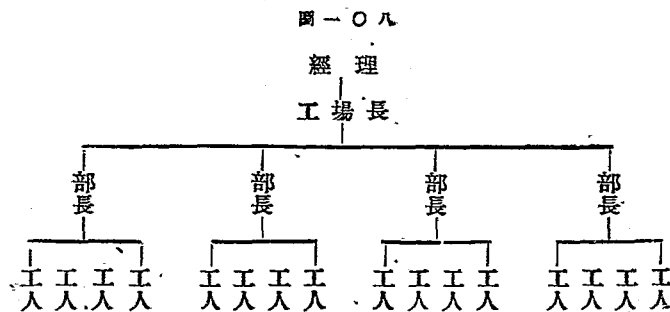 圖一〇八
經理
工場長
部長 部長 部長 部長
工人 工人 工人 工人 工人 工人 工人 工人 工人 工人 工人 工人 工人 工人 工人 工人